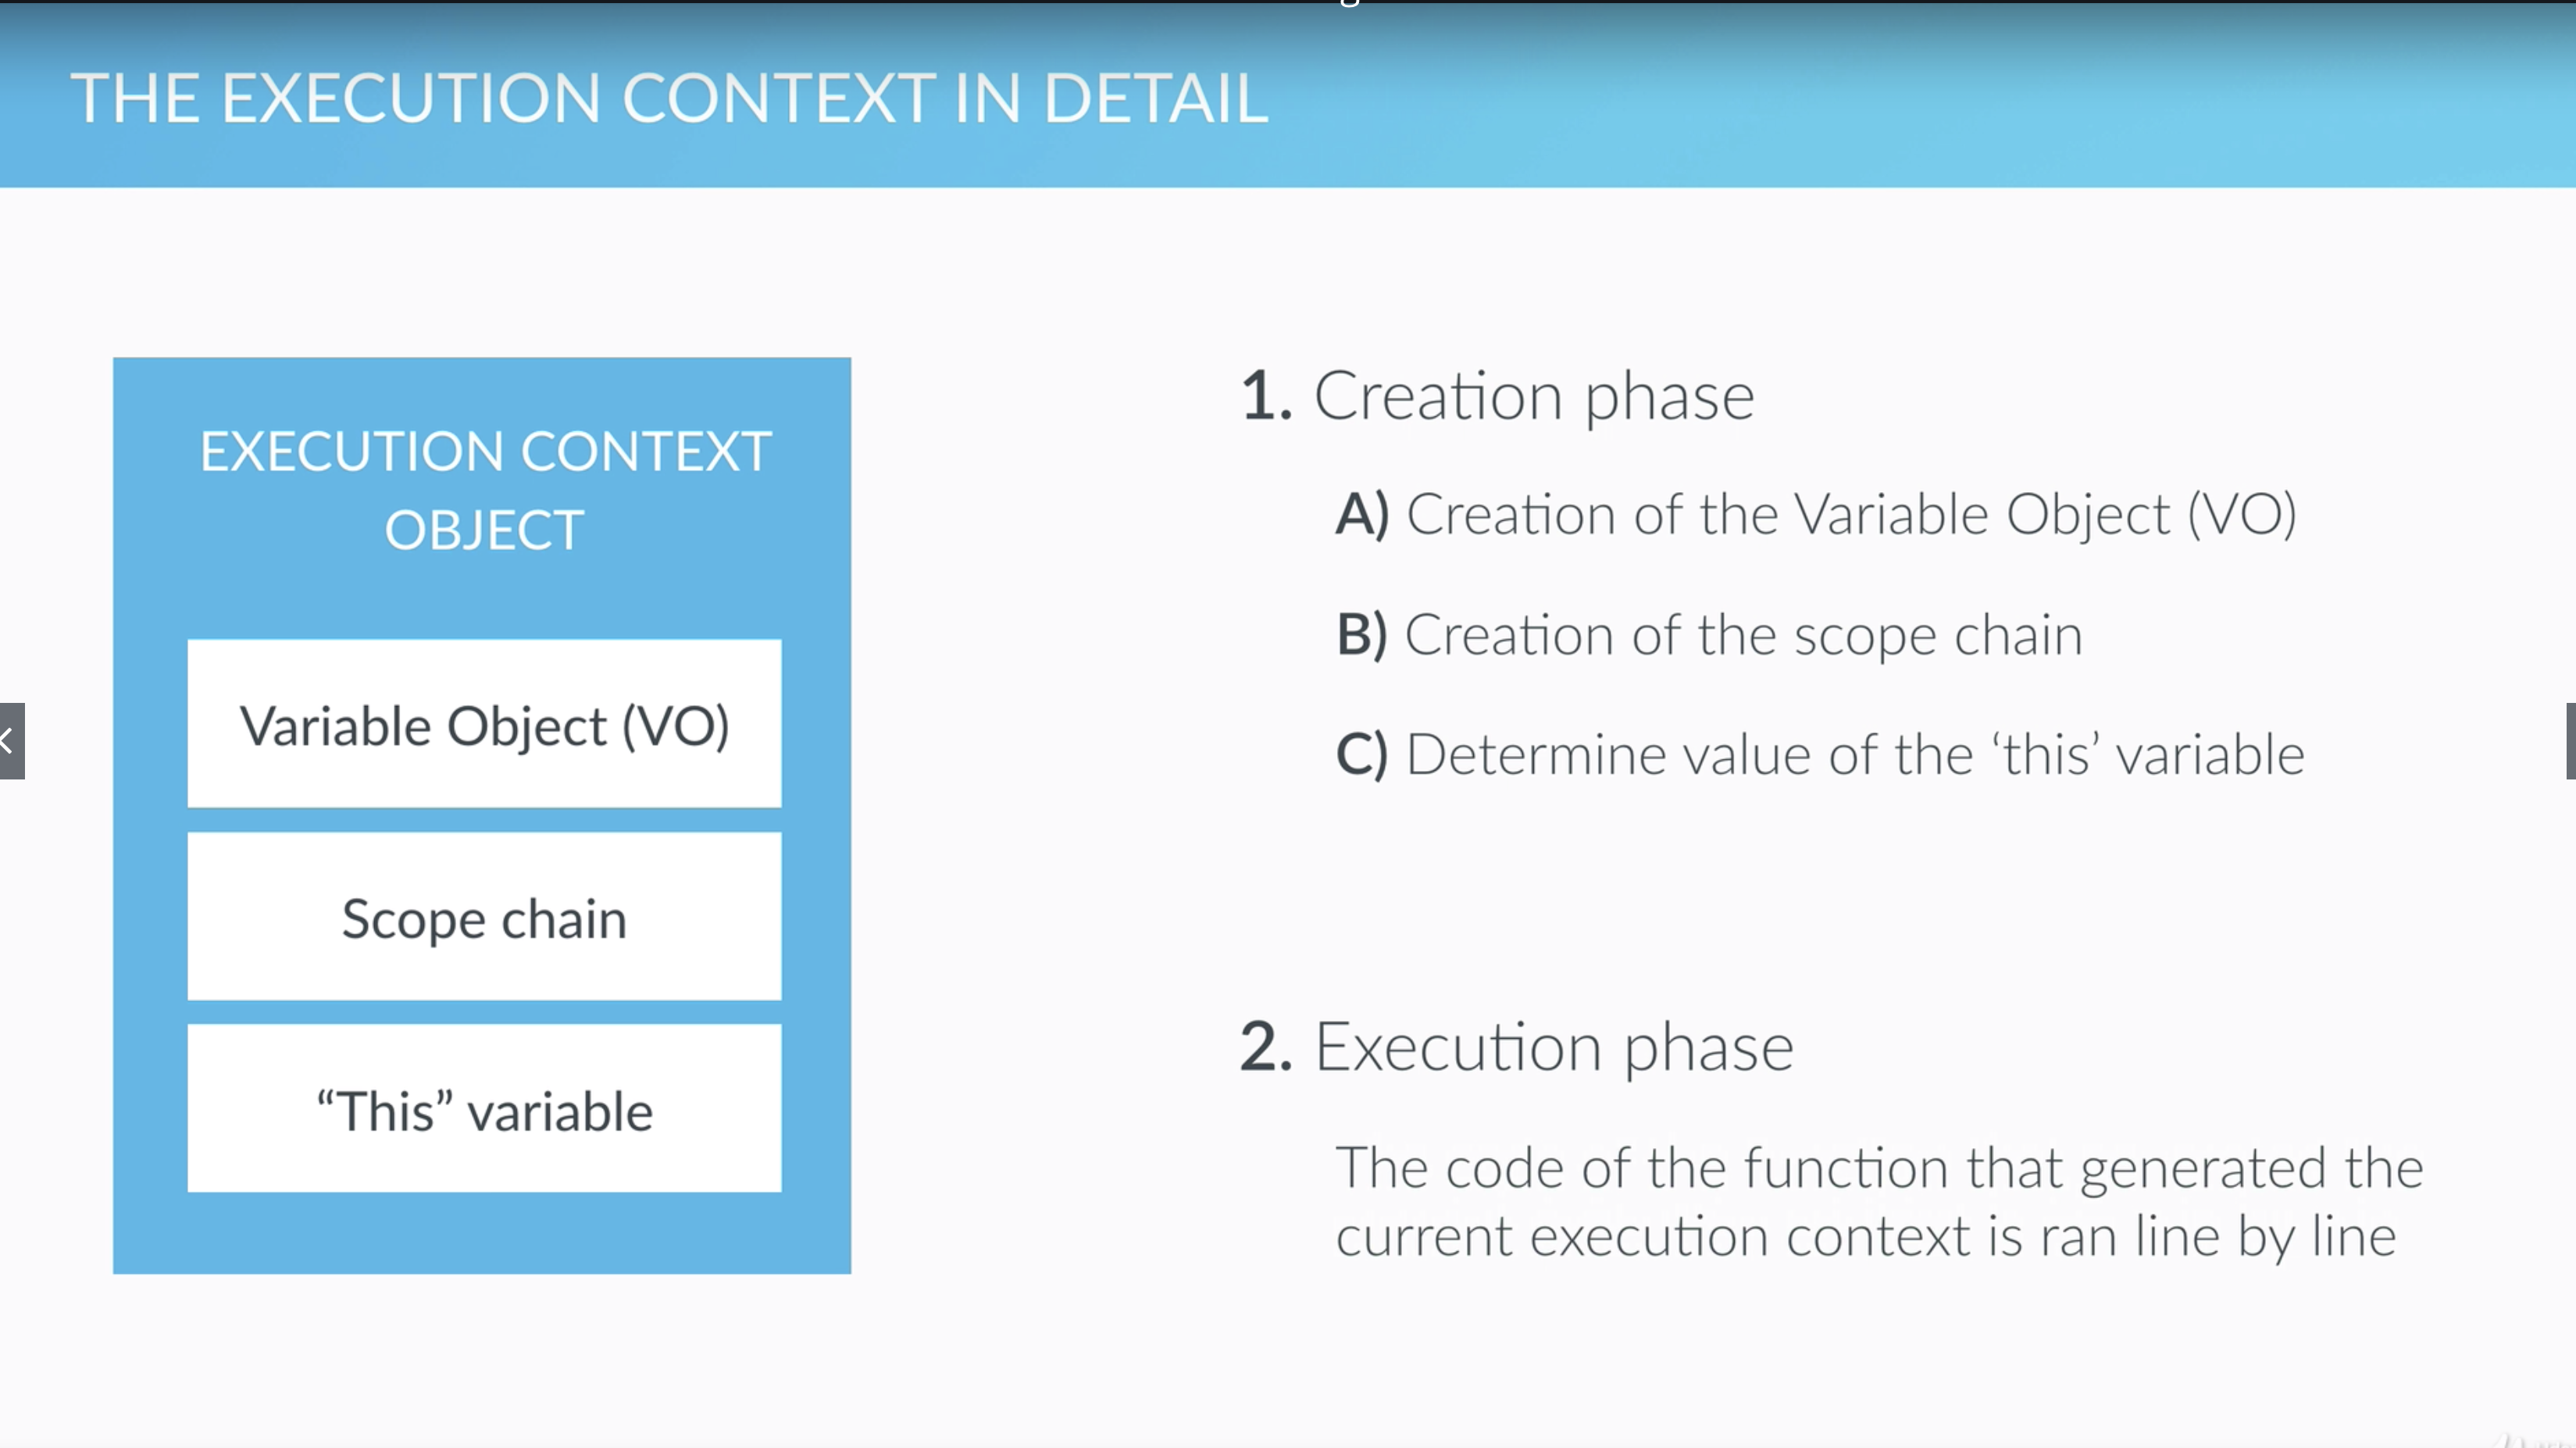 THE EXECUTION CONTEXT IN DETAIL
EXECUTION CONTEXT
OBJECT
Variable Object (VO)
Scope chain
“This” variable
1. Creation phase
A) Creation of the Variable Object (VO)
B) Creation of the scope chain
C) Determine value of the ‘this’ variable
2. Execution phase
The code of the function that generated the
current execution context is ran line by line